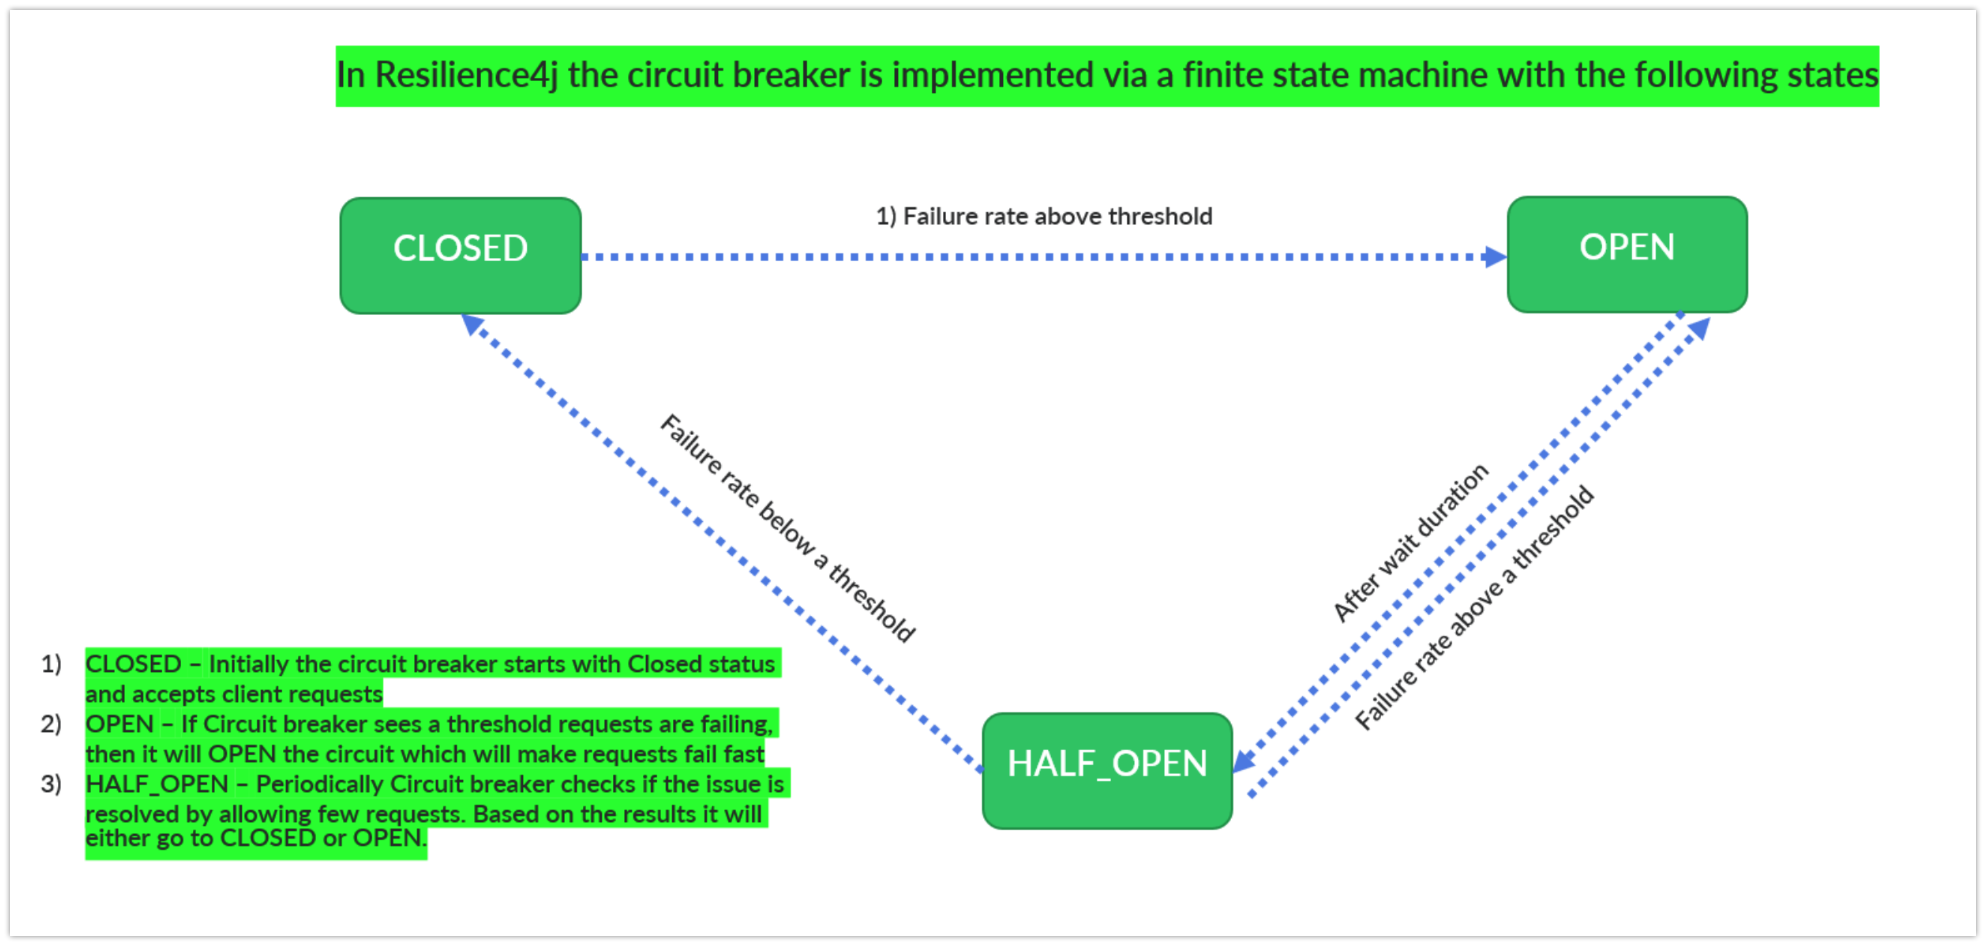 In Resilience4j the circuit breaker is implemented via a finite state machine with the following states
CLOSED
1) Failure rate above threshold
OPEN
Failure rate below a threshold
After wait duration
Failure rate above a threshold
HALF_OPEN
1) CLOSED – Initially the circuit breaker starts with Closed status
and accepts client requests
2) OPEN – If Circuit breaker sees a threshold requests are failing,
then it will OPEN the circuit which will make requests fail fast
3) HALF_OPEN – Periodically Circuit breaker checks if the issue is
resolved by allowing few requests. Based on the results it will
either go to CLOSED or OPEN.